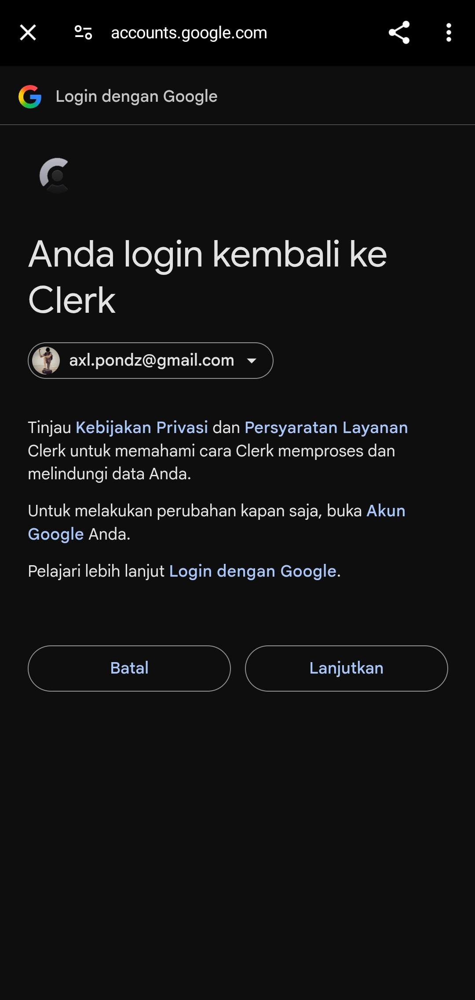 accounts.google.com
Login dengan Google
Anda login kembali ke
Clerk
axl.pondz@gmail.com
Tinjau Kebijakan Privasi dan Persyaratan Layanan
Clerk untuk memahami cara Clerk memproses dan
melindungi data Anda.
Untuk melakukan perubahan kapan saja, buka Akun
Google Anda.
Pelajari lebih lanjut Login dengan Google.
Batal
Lanjutkan